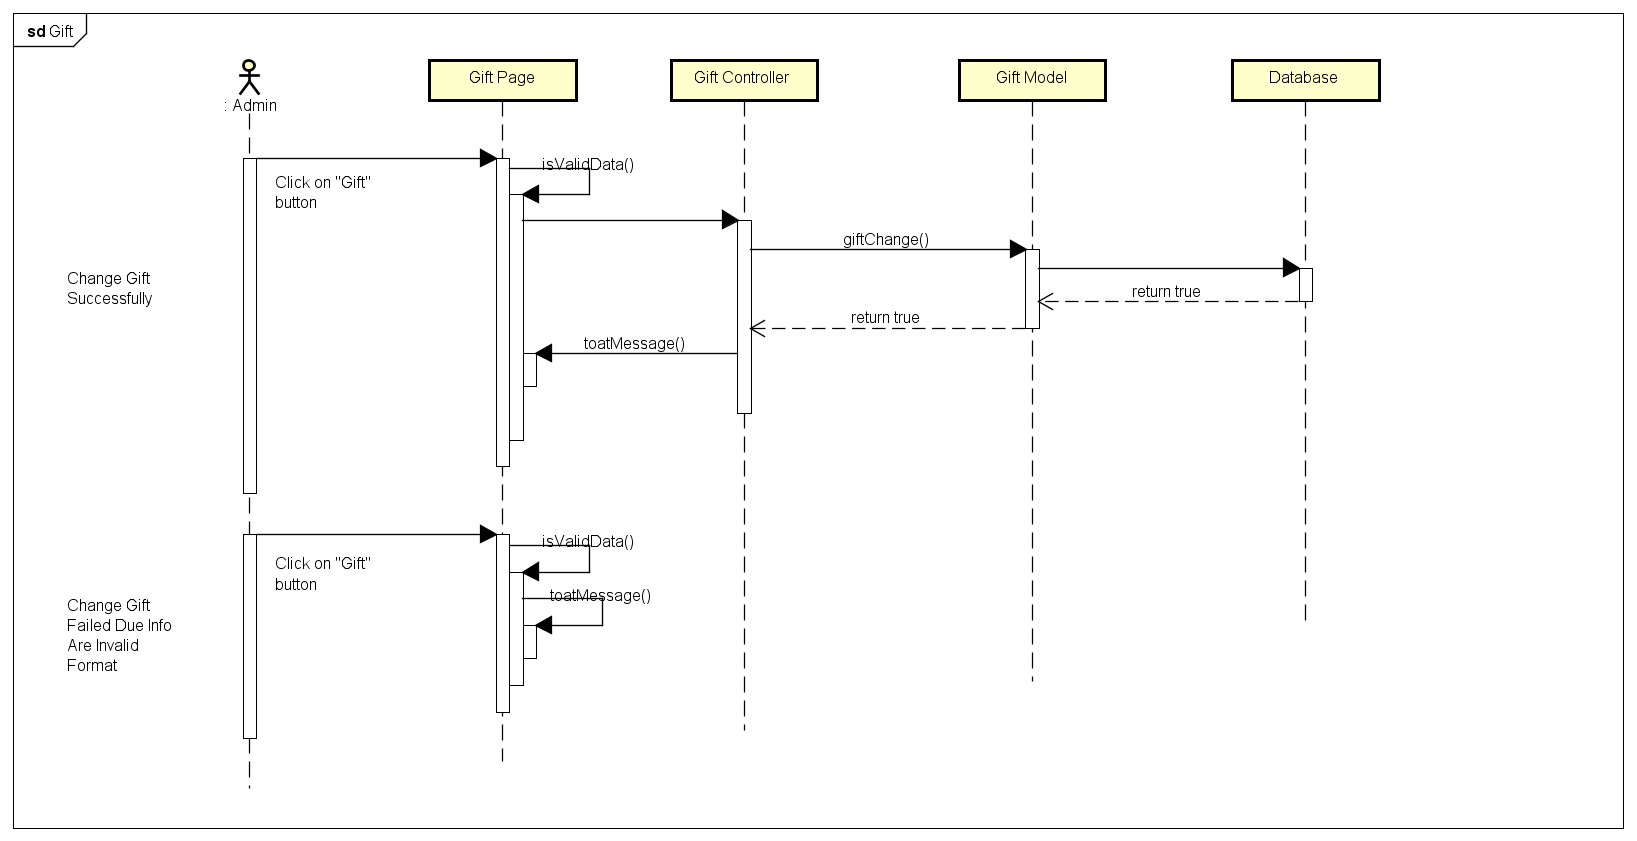 sd Gift
: Admin
Gift Page
Gift Controller
Gift Model
Database
isValidData()
Click on "Gift"
button
giftChange()
Change Gift
Successfully
return true
return true
toatMessage()
isValidData()
Click on "Gift"
button
toatMessage()
Change Gift
Failed Due Info
Are Invalid
Format